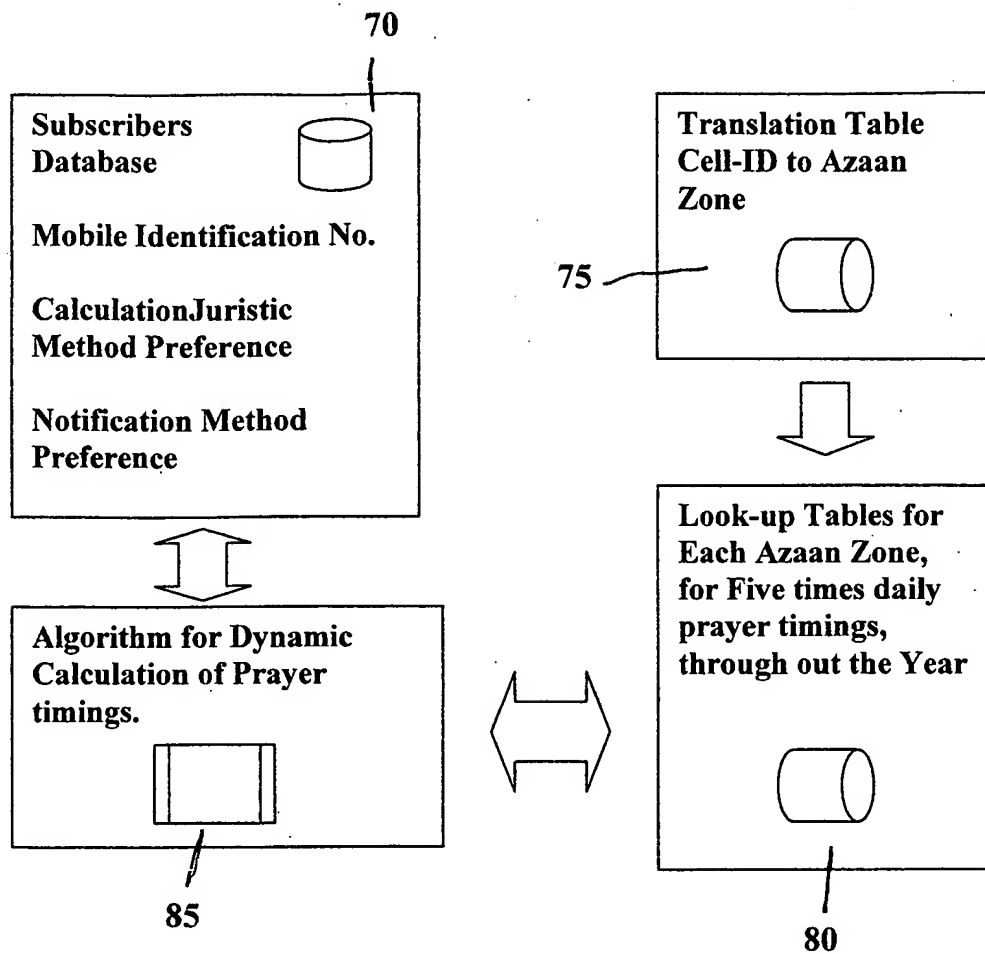 70
Subscribers
Database
Mobile Identification No.
CalculationJuristic
Method Preference
Notification Method
Preference
Translation Table
Cell-ID to Azaan
Zone
75
Look-up Tables for
Each Azaan Zone,
for Five times daily
prayer timings,
through out the Year
80
Algorithm for Dynamic
Calculation of Prayer
timings.
85